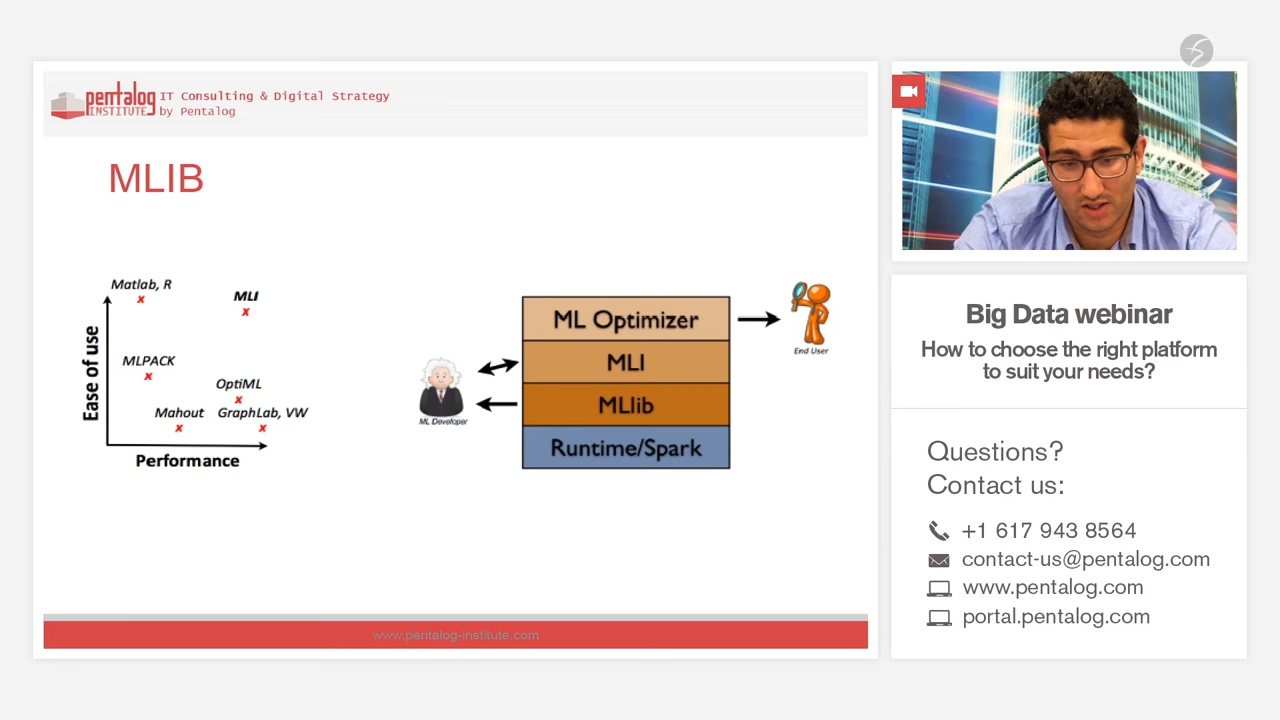 pentalog
INSTITUTE
IT Consulting & Digital Strategy
by Pentalog
MLIB
Matlab, R
MLI
MLPACK
OptiML
Mahout
GraphLab, VW
Ease of use
Performance
ML Developer
ML Optimizer
MLI
MLlib
Runtime/Spark
End User
www.pentalog-institute.com
Big Data webinar
How to choose the right platform
to suit your needs?
Questions?
Contact us:
+1 617 943 8564
contact-us@pentalog.com
www.pentalog.com
portal.pentalog.com